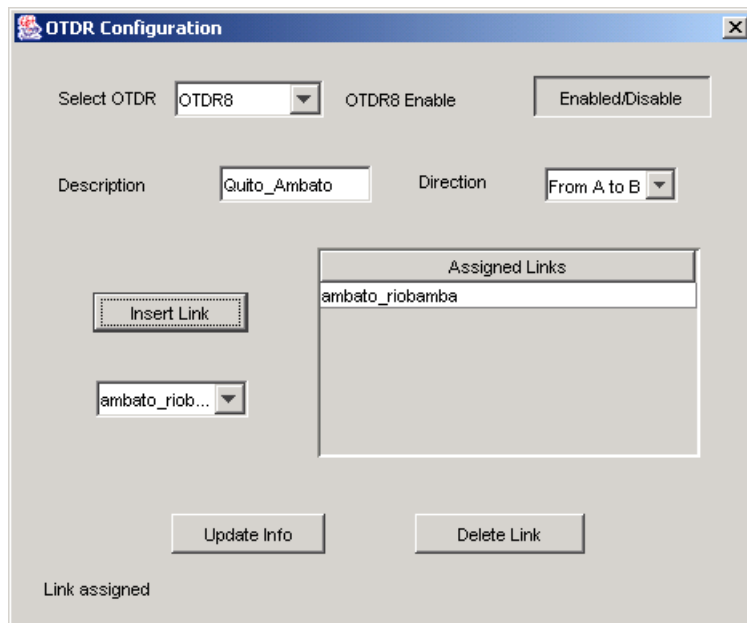 OTDR Configuration
Select OTDR OTDR8 OTDR8 Enable Enabled/Disable
Description Quito_Ambato Direction From A to B
Assigned Links
ambato_riobamba
Insert Link
ambato_riob...
Update Info Delete Link
Link assigned